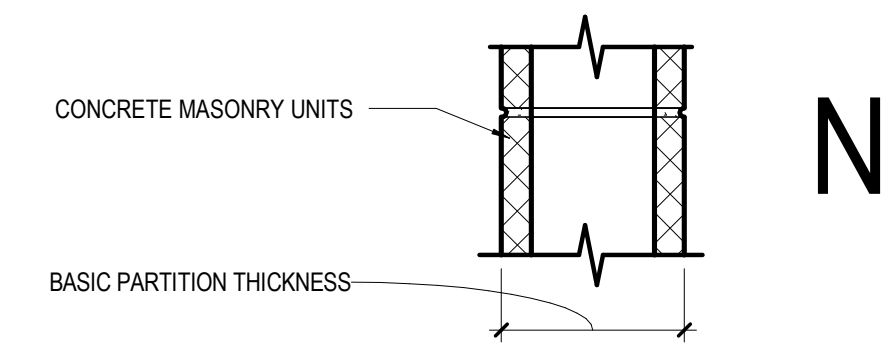 CONCRETE MASONRY UNITS
N
BASIC PARTITION THICKNESS